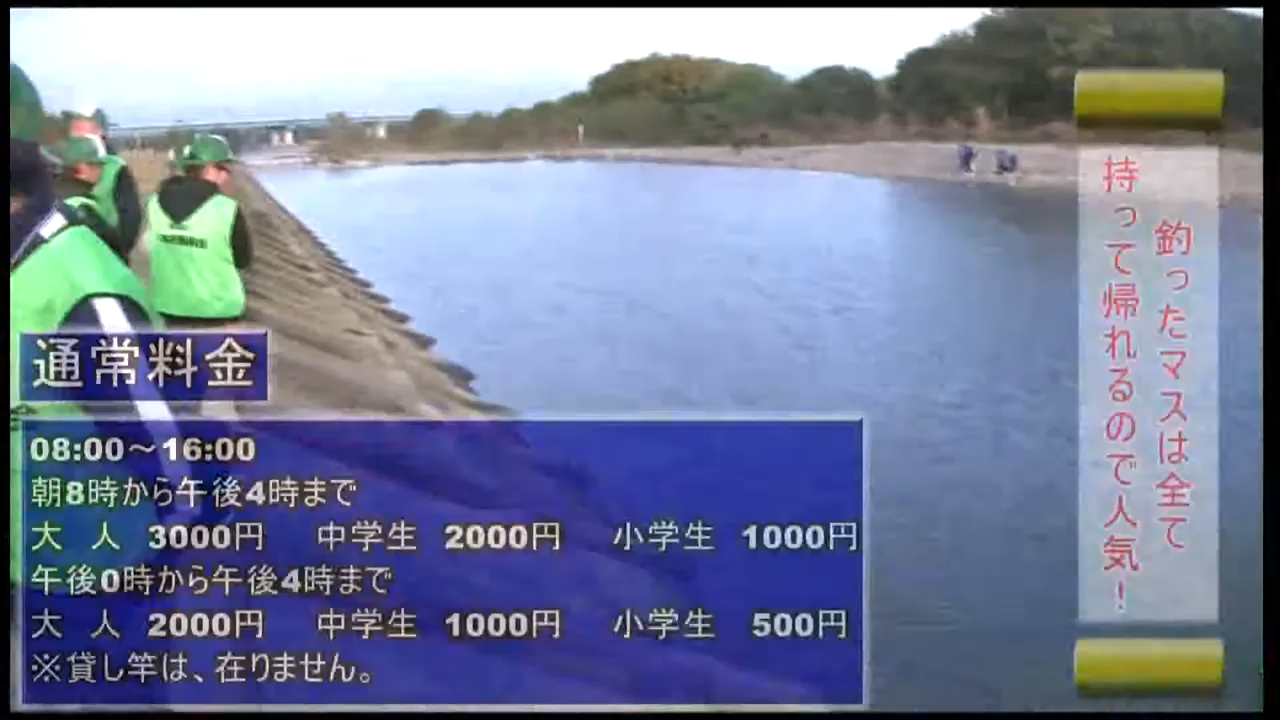 釣ったマスは全て
持って帰れるので人気!
通常料金
08:00〜16:00
朝8時から午後4時まで
大 人 3000円 中学生 2000円 小学生 1000円
午後0時から午後4時まで
大 人 2000円 中学生 1000円 小学生 500円
※貸し竿は、在りません。